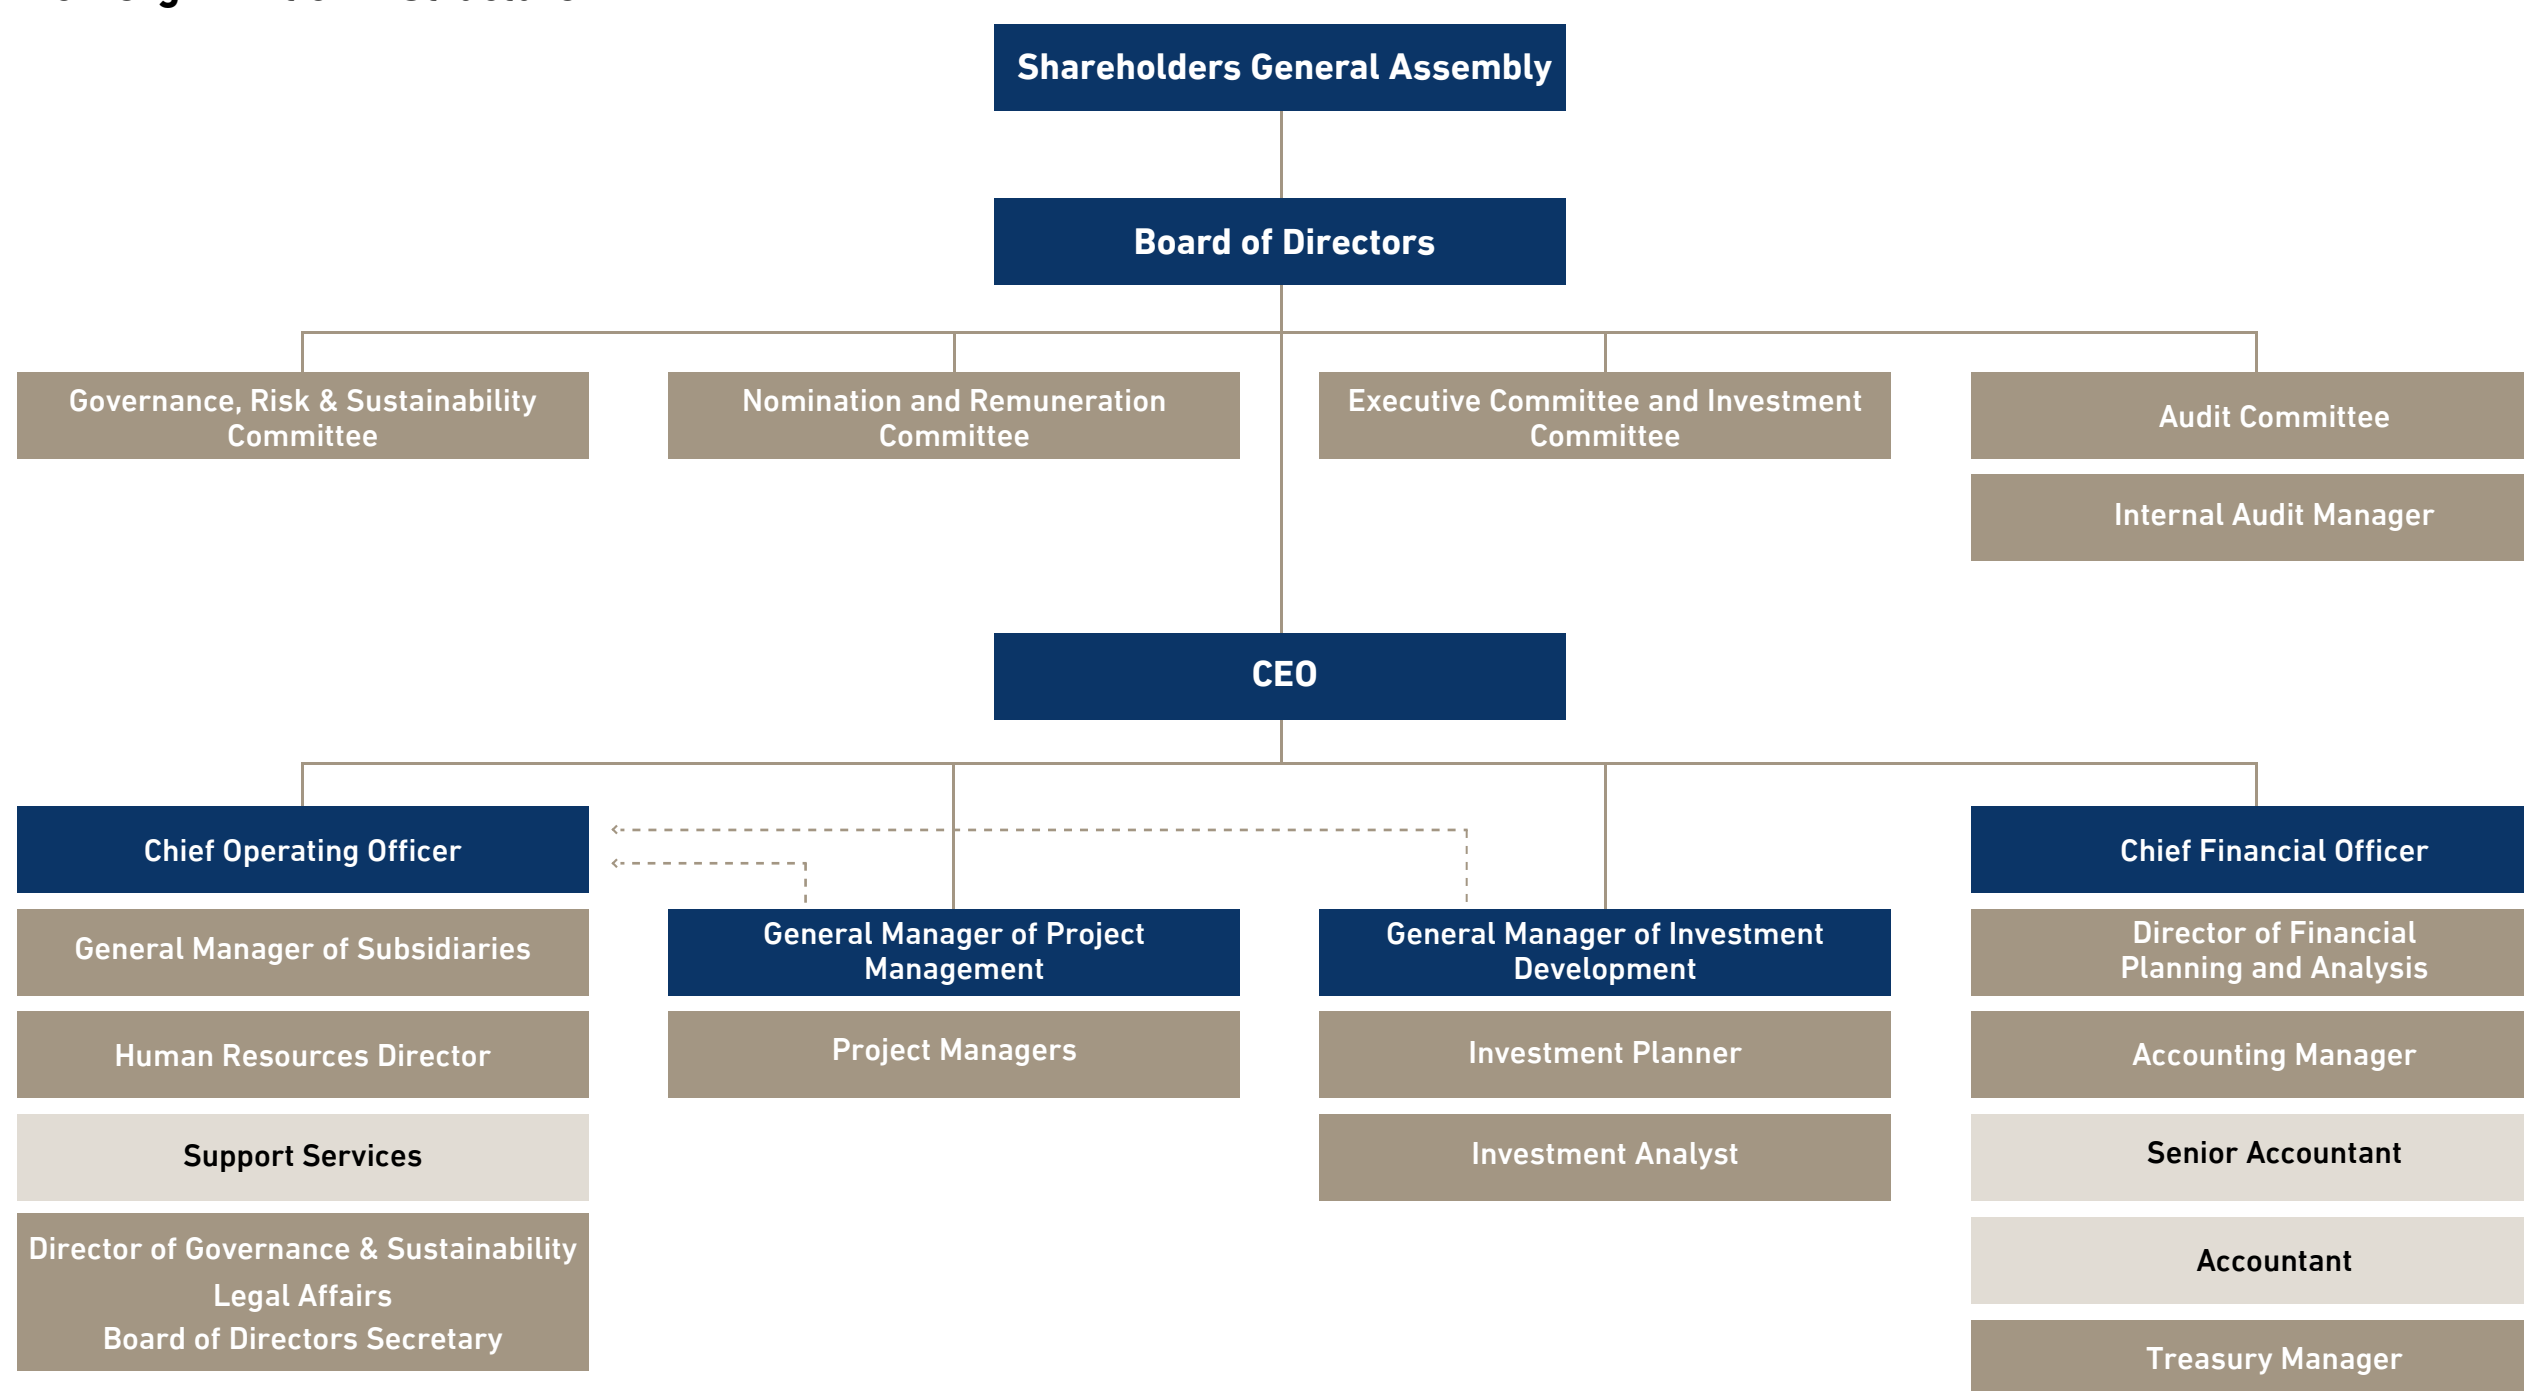 Shareholders General Assembly
Board of Directors
Governance, Risk & Sustainability
Committee
Nomination and Remuneration
Committee
Executive Committee and Investment
Committee
Audit Committee
Internal Audit Manager
CEO
Chief Operating Officer
General Manager of Subsidiaries
Human Resources Director
Support Services
Director of Governance & Sustainability
Legal Affairs
Board of Directors Secretary
General Manager of Project
Management
Project Managers
General Manager of Investment
Development
Investment Planner
Investment Analyst
Chief Financial Officer
Director of Financial
Planning and Analysis
Accounting Manager
Senior Accountant
Accountant
Treasury Manager